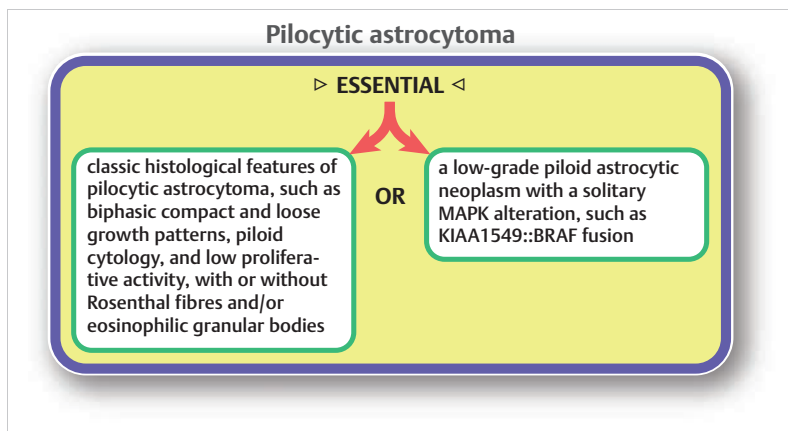 Pilocytic astrocytoma
▷ ESSENTIAL ◁
classic histological features of
pilocytic astrocytoma, such as
biphasic compact and loose
growth patterns, piloid
cytology, and low prolifera-
tive activity, with or without
Rosenthal fibres and/or
eosinophilic granular bodies
OR
a low-grade piloid astrocytic
neoplasm with a solitary
MAPK alteration, such as
KIAA1549::BRAF fusion